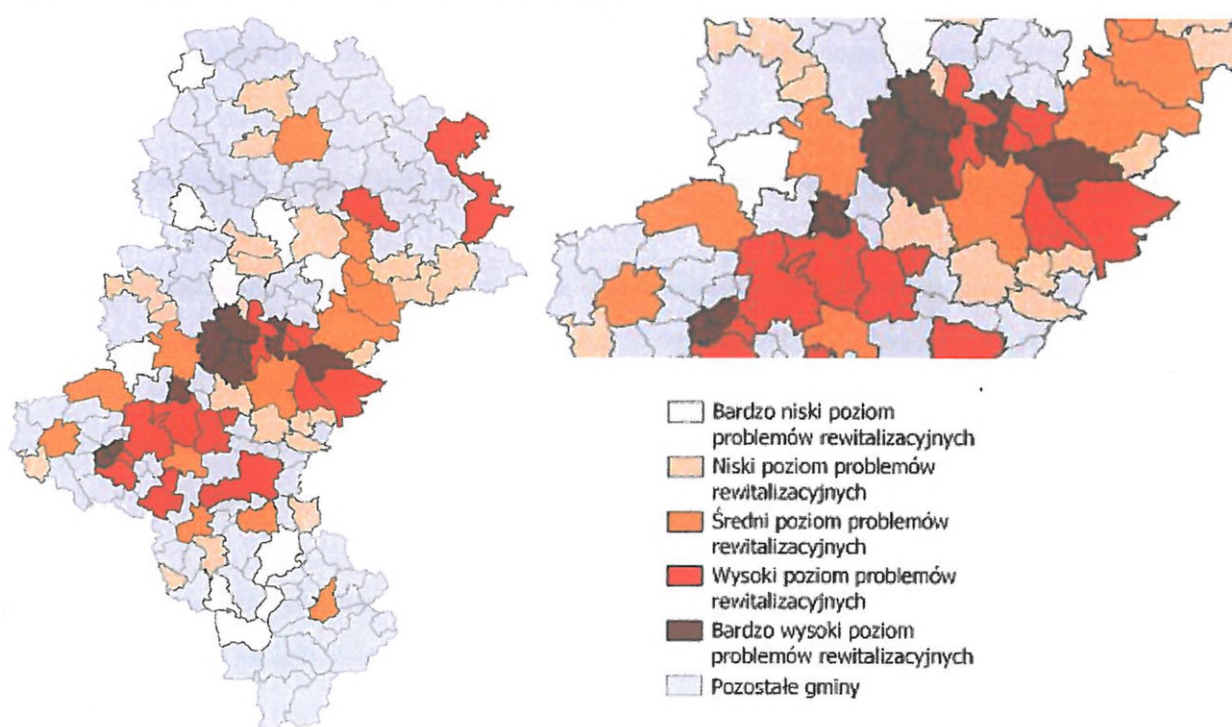 Bardzo niski poziom
problemów rewitalizacyjnych
Niski poziom problemów
rewitalizacyjnych
Średni poziom problemów
rewitalizacyjnych
Wysoki poziom problemów
rewitalizacyjnych
Bardzo wysoki poziom
problemów rewitalizacyjnych
Pozostałe gminy